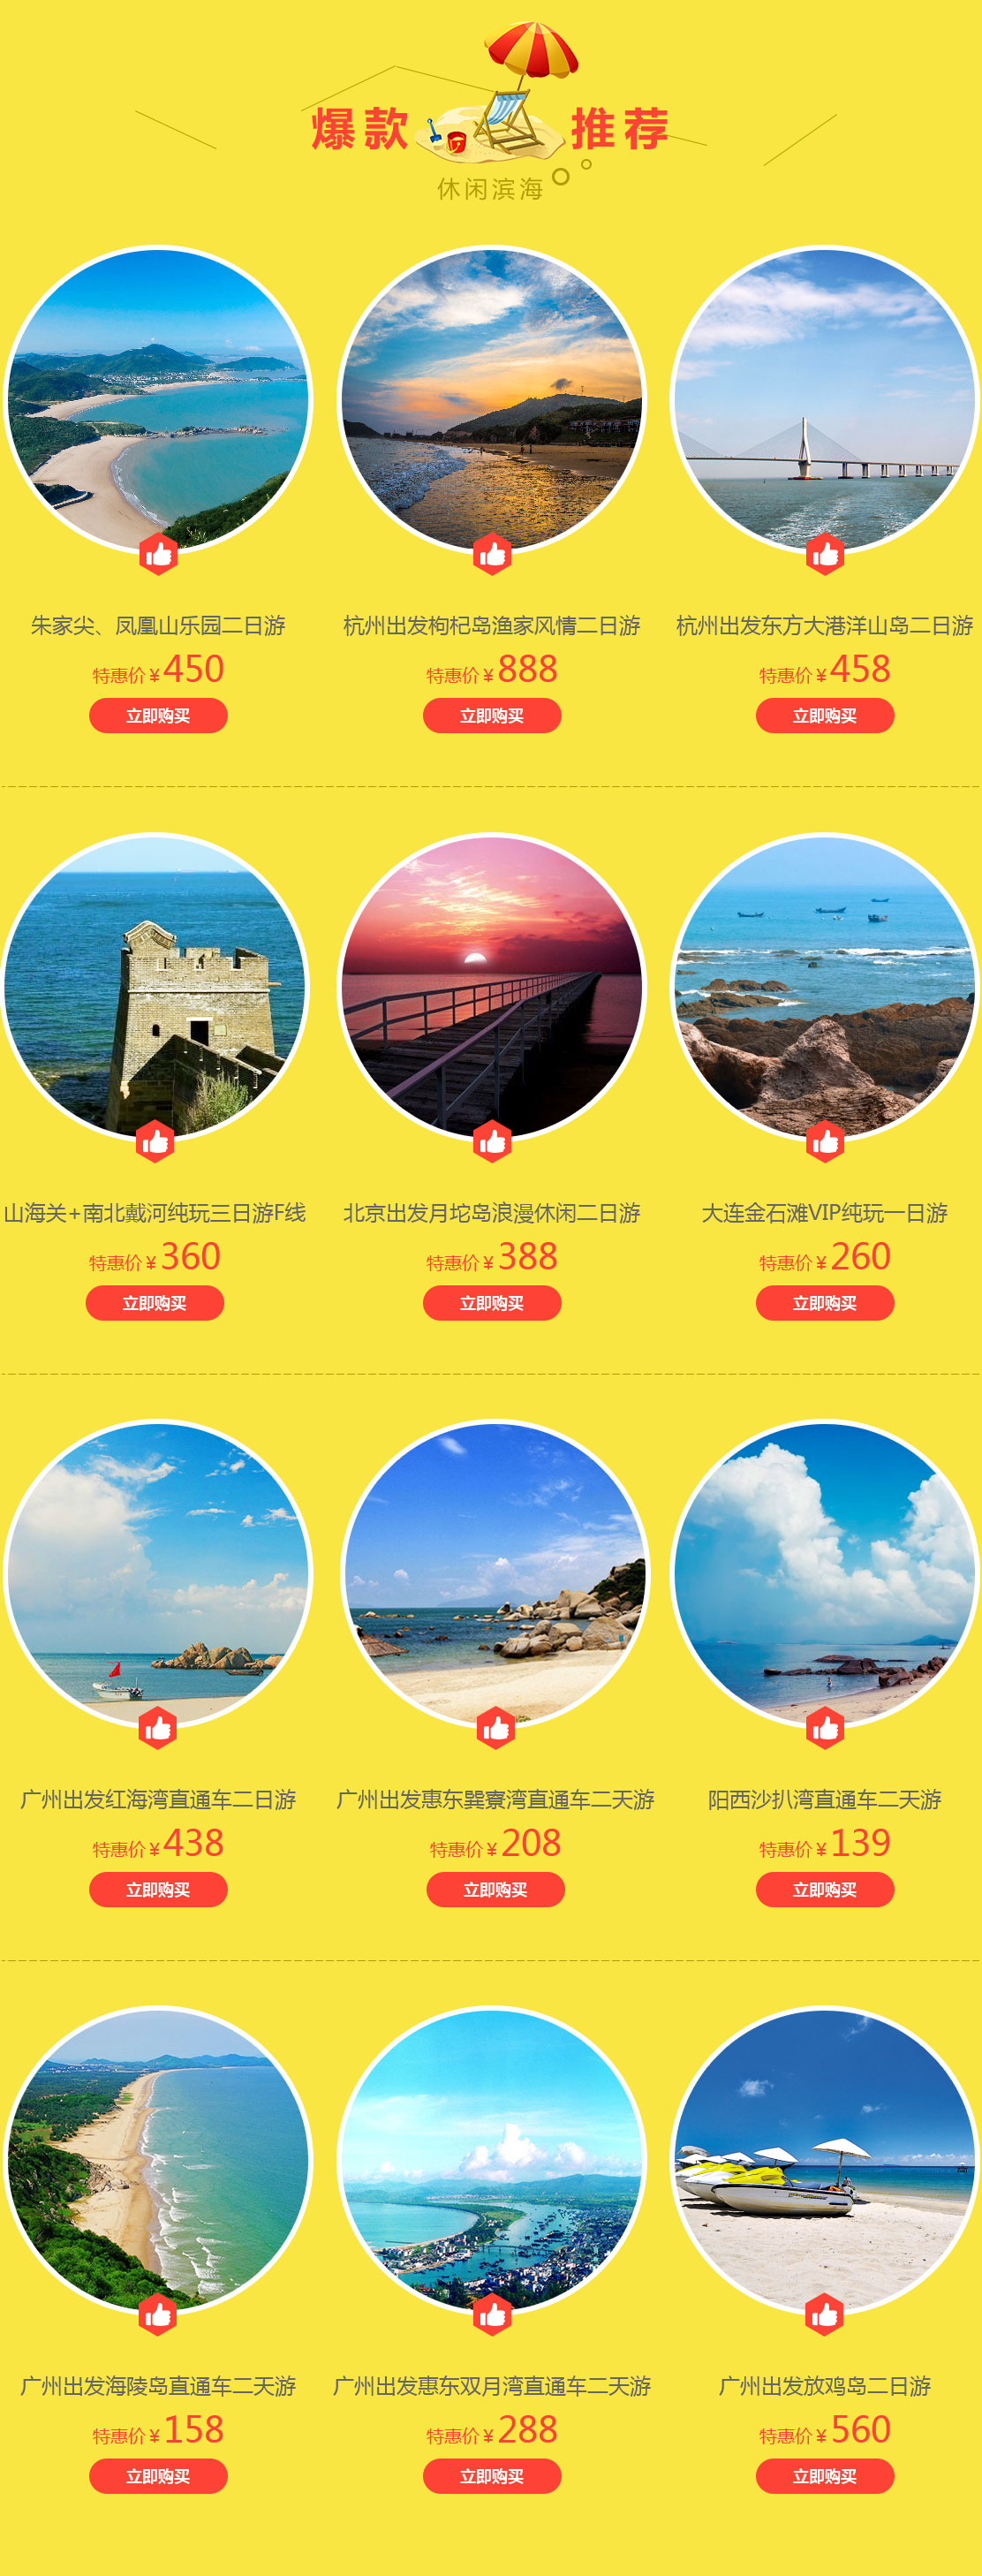 爆款 推荐
休闲滨海
朱家尖、凤凰山乐园二日游
特惠价¥450
立即购买
杭州出发枸杞岛渔家风情二日游
特惠价¥888
立即购买
杭州出发东方大港洋山岛二日游
特惠价¥458
立即购买
山海关+南北戴河纯玩三日游F线
特惠价¥360
立即购买
北京出发月坨岛浪漫休闲二日游
特惠价¥388
立即购买
大连金石滩VIP纯玩一日游
特惠价¥260
立即购买
广州出发红海湾直通车二日游
特惠价¥438
立即购买
广州出发惠东巽寮湾直通车二天游
特惠价¥208
立即购买
阳西沙扒湾直通车二天游
特惠价¥139
立即购买
广州出发海陵岛直通车二天游
特惠价¥158
立即购买
广州出发惠东双月湾直通车二天游
特惠价¥288
立即购买
广州出发放鸡岛二日游
特惠价¥560
立即购买